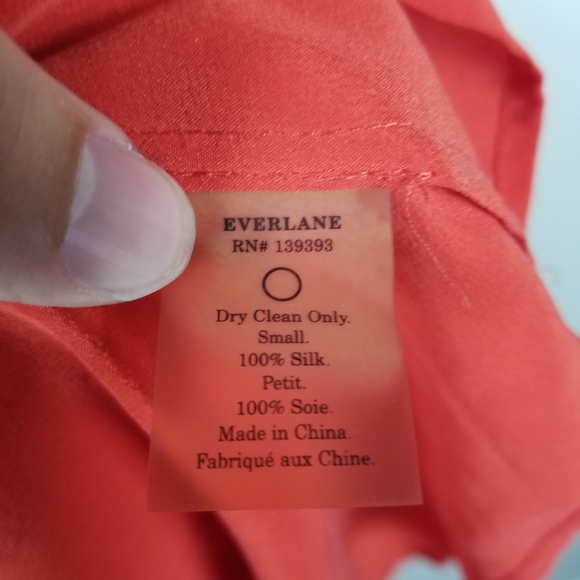 EVERLANE
RN# 139393
Dry Clean Only.
Small.
100% Silk.
Petit.
100% Soie.
Made in China.
Fabriqué aux Chine.